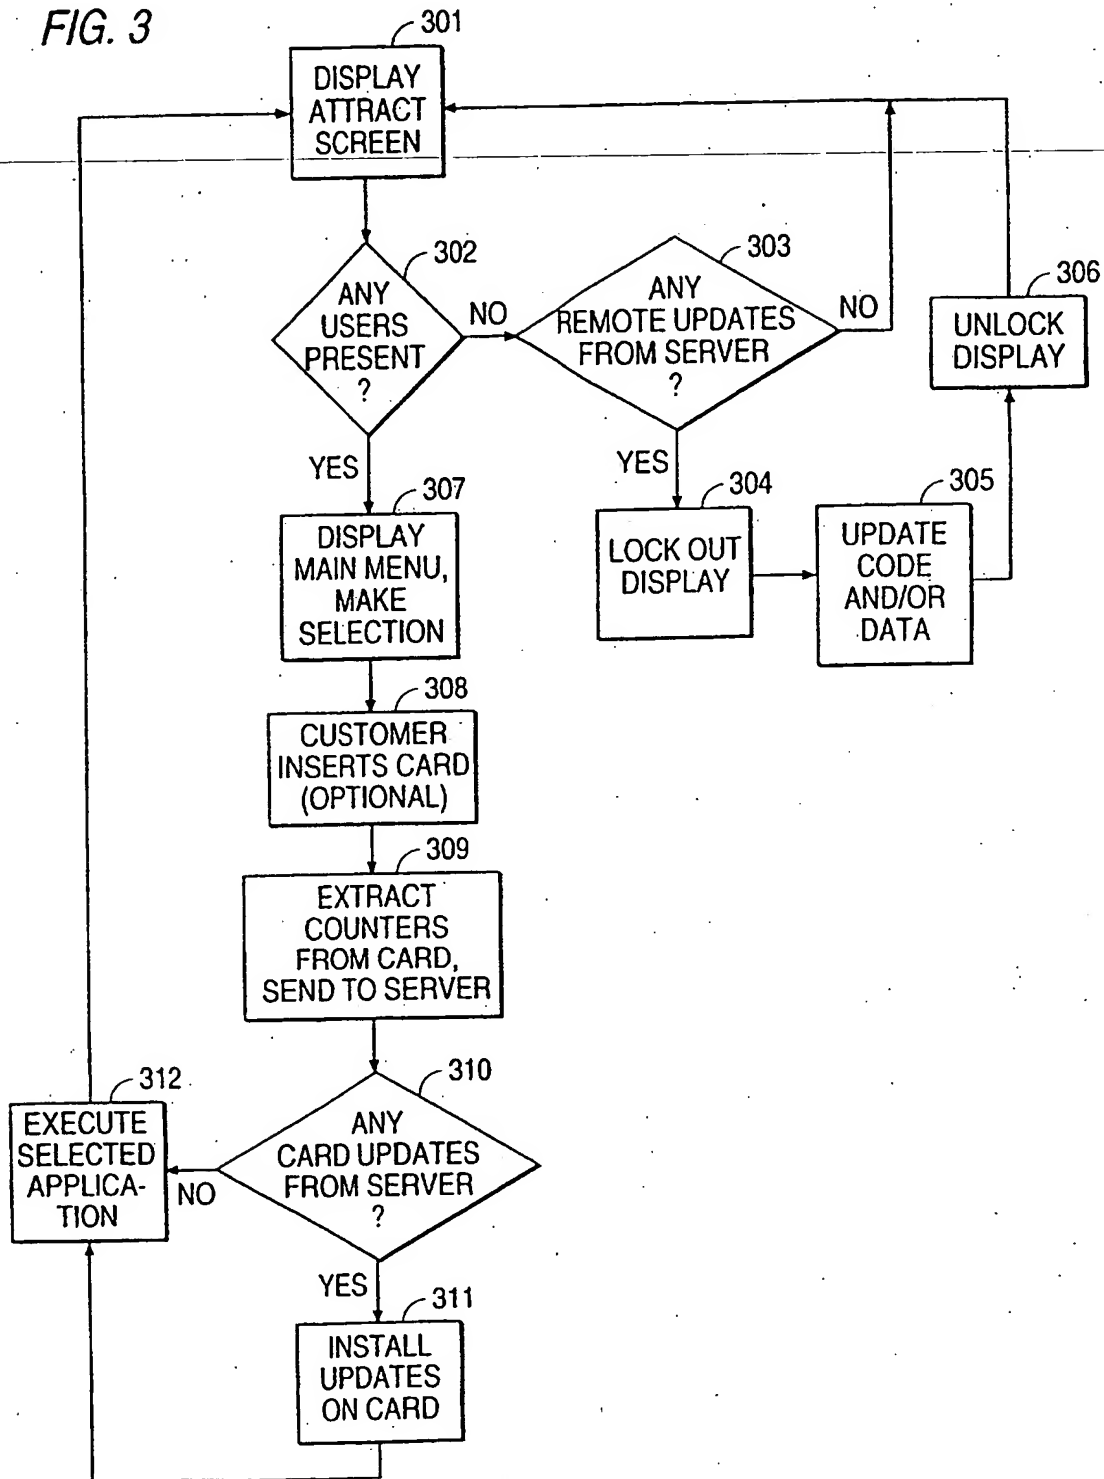 FIG. 3
301
DISPLAY
ATTRACT
SCREEN
302
ANY
USERS
PRESENT
?
NO
303
ANY
REMOTE UPDATES
FROM SERVER
?
NO
306
UNLOCK
DISPLAY
YES
307
DISPLAY
MAIN MENU,
MAKE
SELECTION
YES
304
LOCK OUT
DISPLAY
305
UPDATE
CODE
AND/OR
DATA
308
CUSTOMER
INSERTS CARD
(OPTIONAL)
309
EXTRACT
COUNTERS
FROM CARD,
SEND TO SERVER
310
ANY
CARD UPDATES
FROM SERVER
?
NO
312
EXECUTE
SELECTED
APPLICA-
TION
YES
311
INSTALL
UPDATES
ON CARD